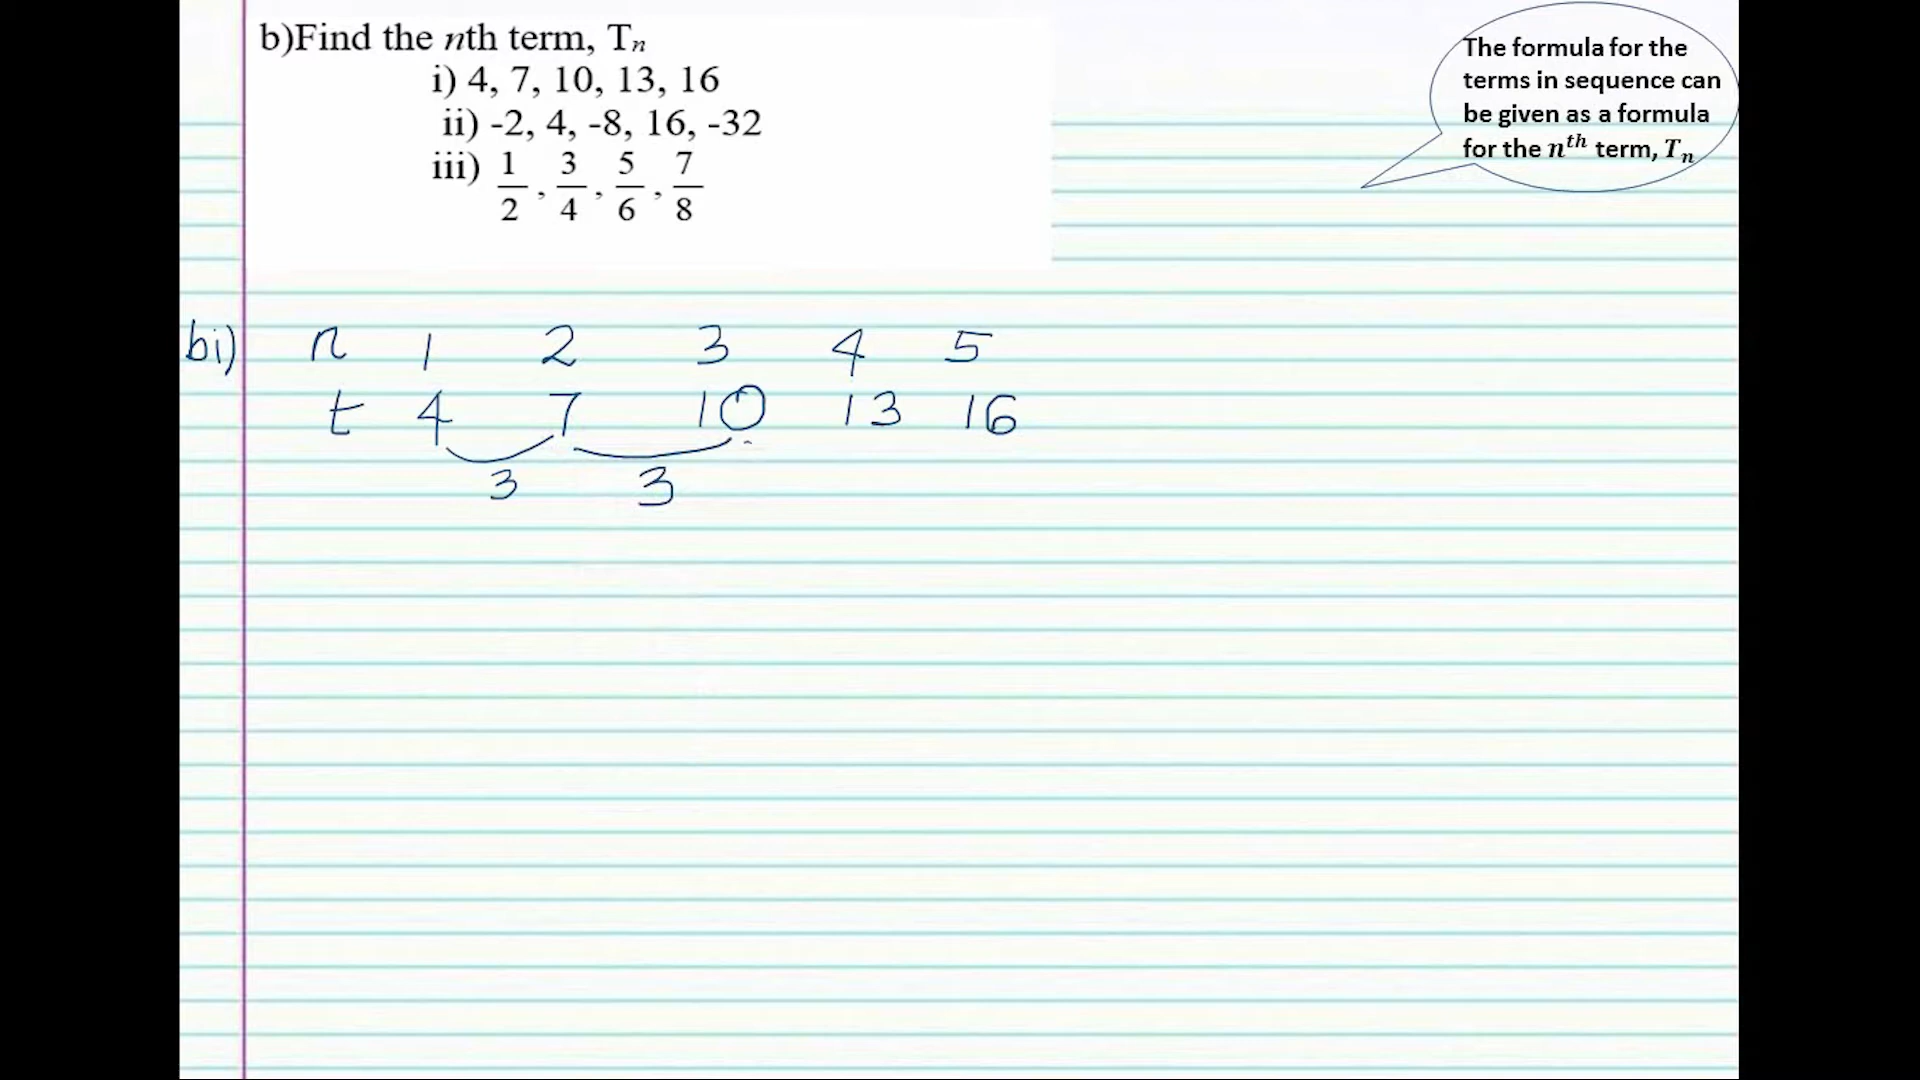 b)Find the nth term, Tn
i) 4, 7, 10, 13, 16
ii) -2, 4, -8, 16, -32
iii) 1/2, 3/4, 5/6, 7/8
The formula for the
terms in sequence can
be given as a formula
for the n^th term, T_n
bi) n 1 2 3 4 5
t 4 7 10 13 16
3 3